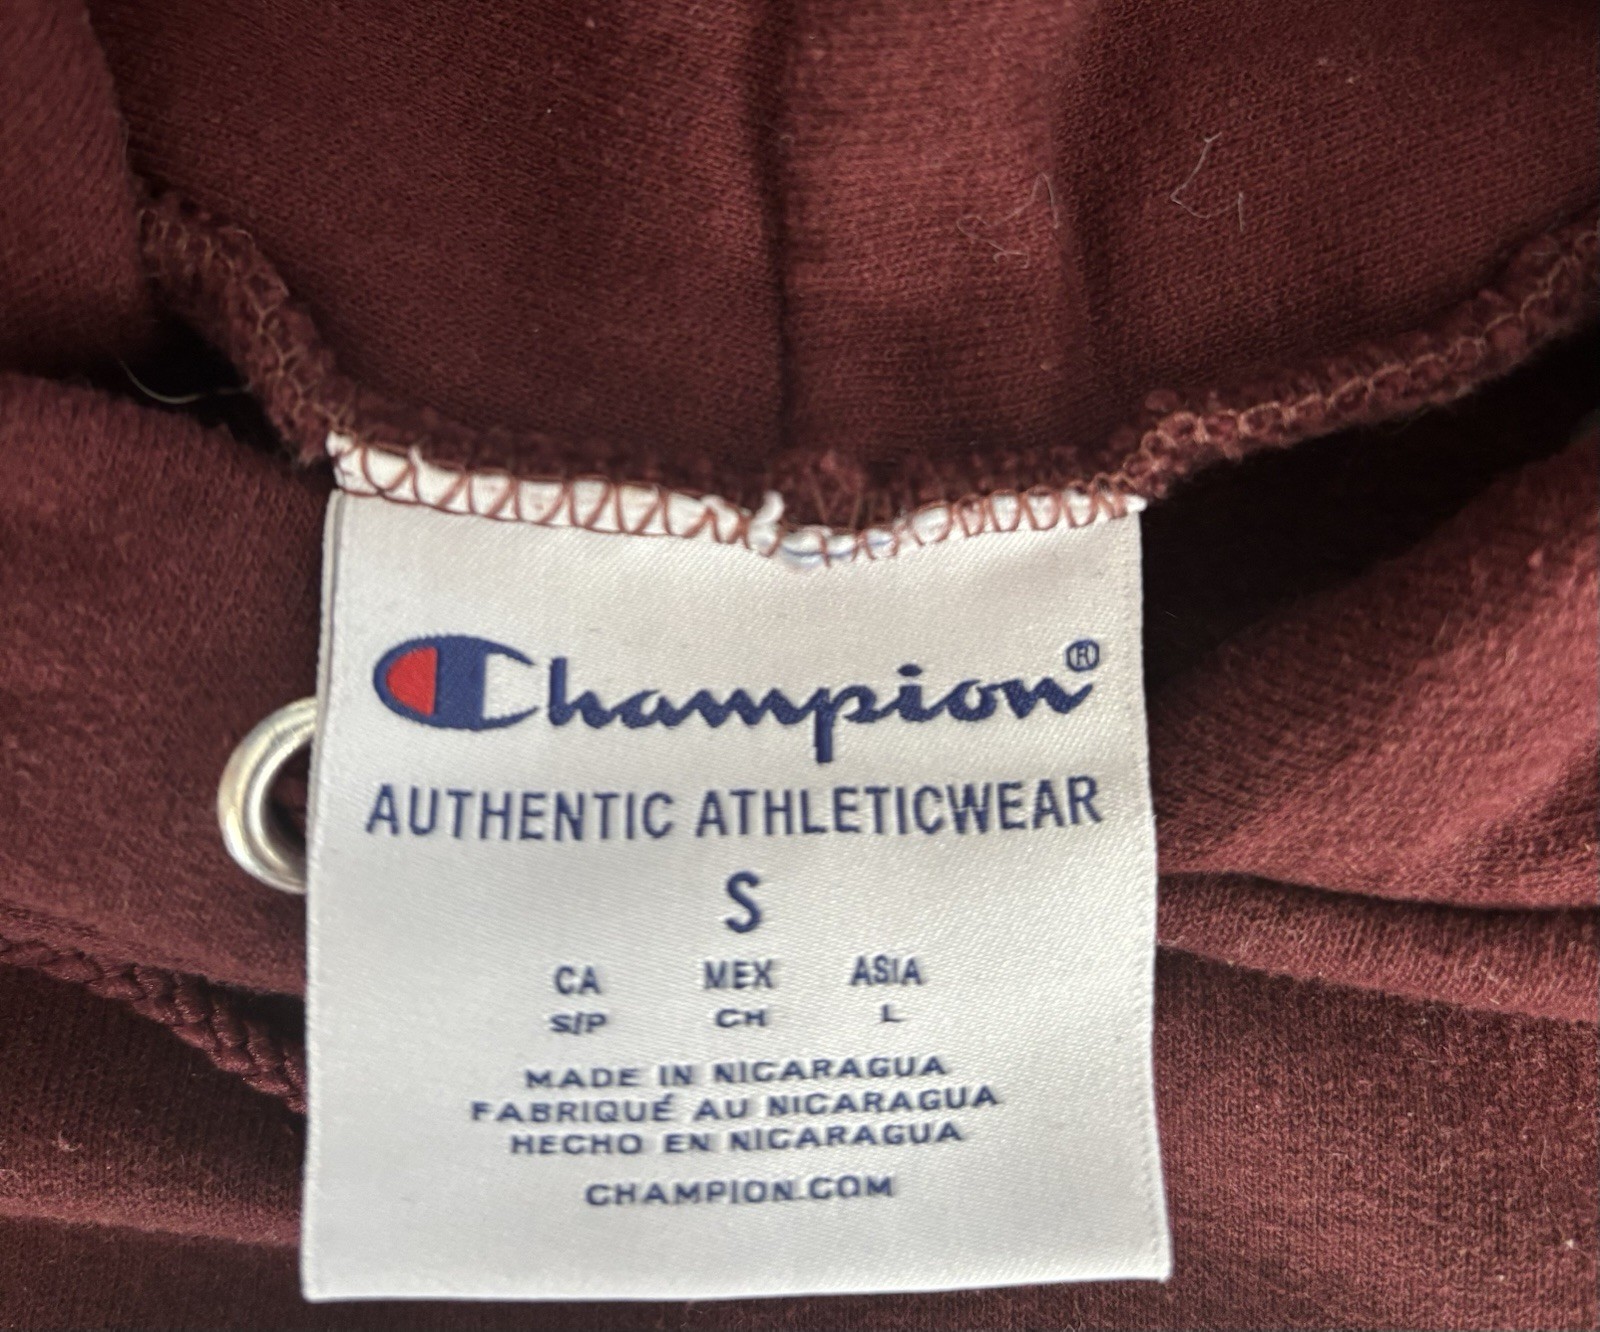 Champion®
AUTHENTIC ATHLETICWEAR
S
CA MEX ASIA
S/P CH L
MADE IN NICARAGUA
FABRIQUÉ AU NICARAGUA
HECHO EN NICARAGUA
CHAMPION.COM